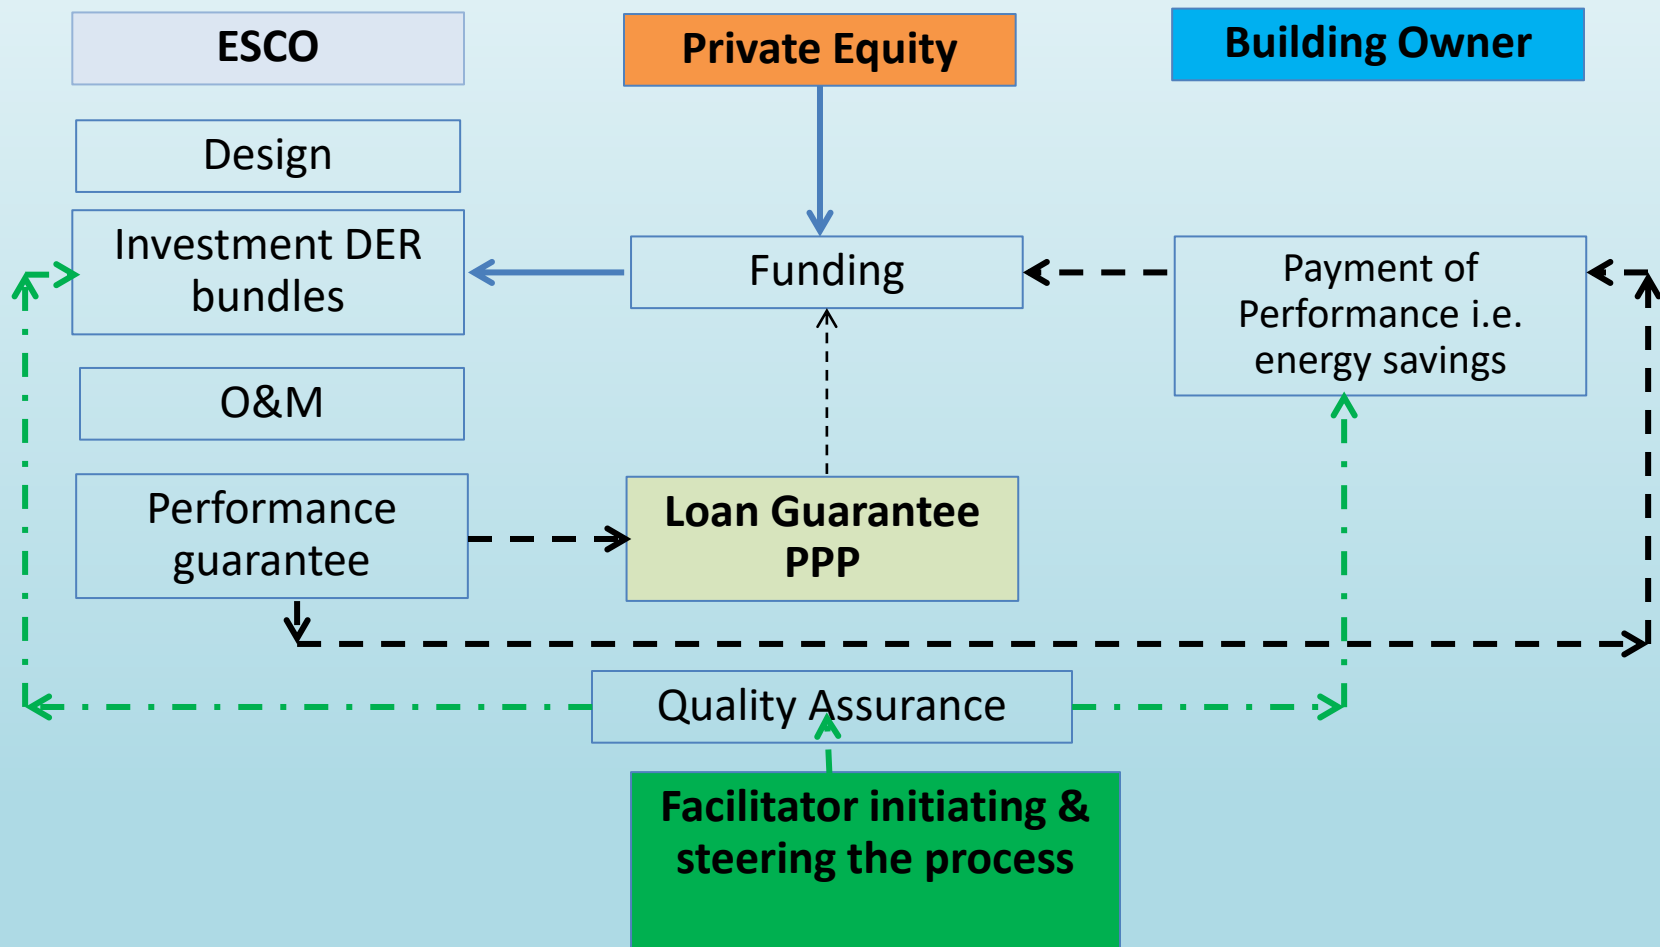 ESCO
Private Equity
Building Owner
Design
Investment DER
bundles
Funding
Payment of
Performance i.e.
energy savings
O&M
Performance
guarantee
Loan Guarantee
PPP
Quality Assurance
Facilitator initiating &
steering the process